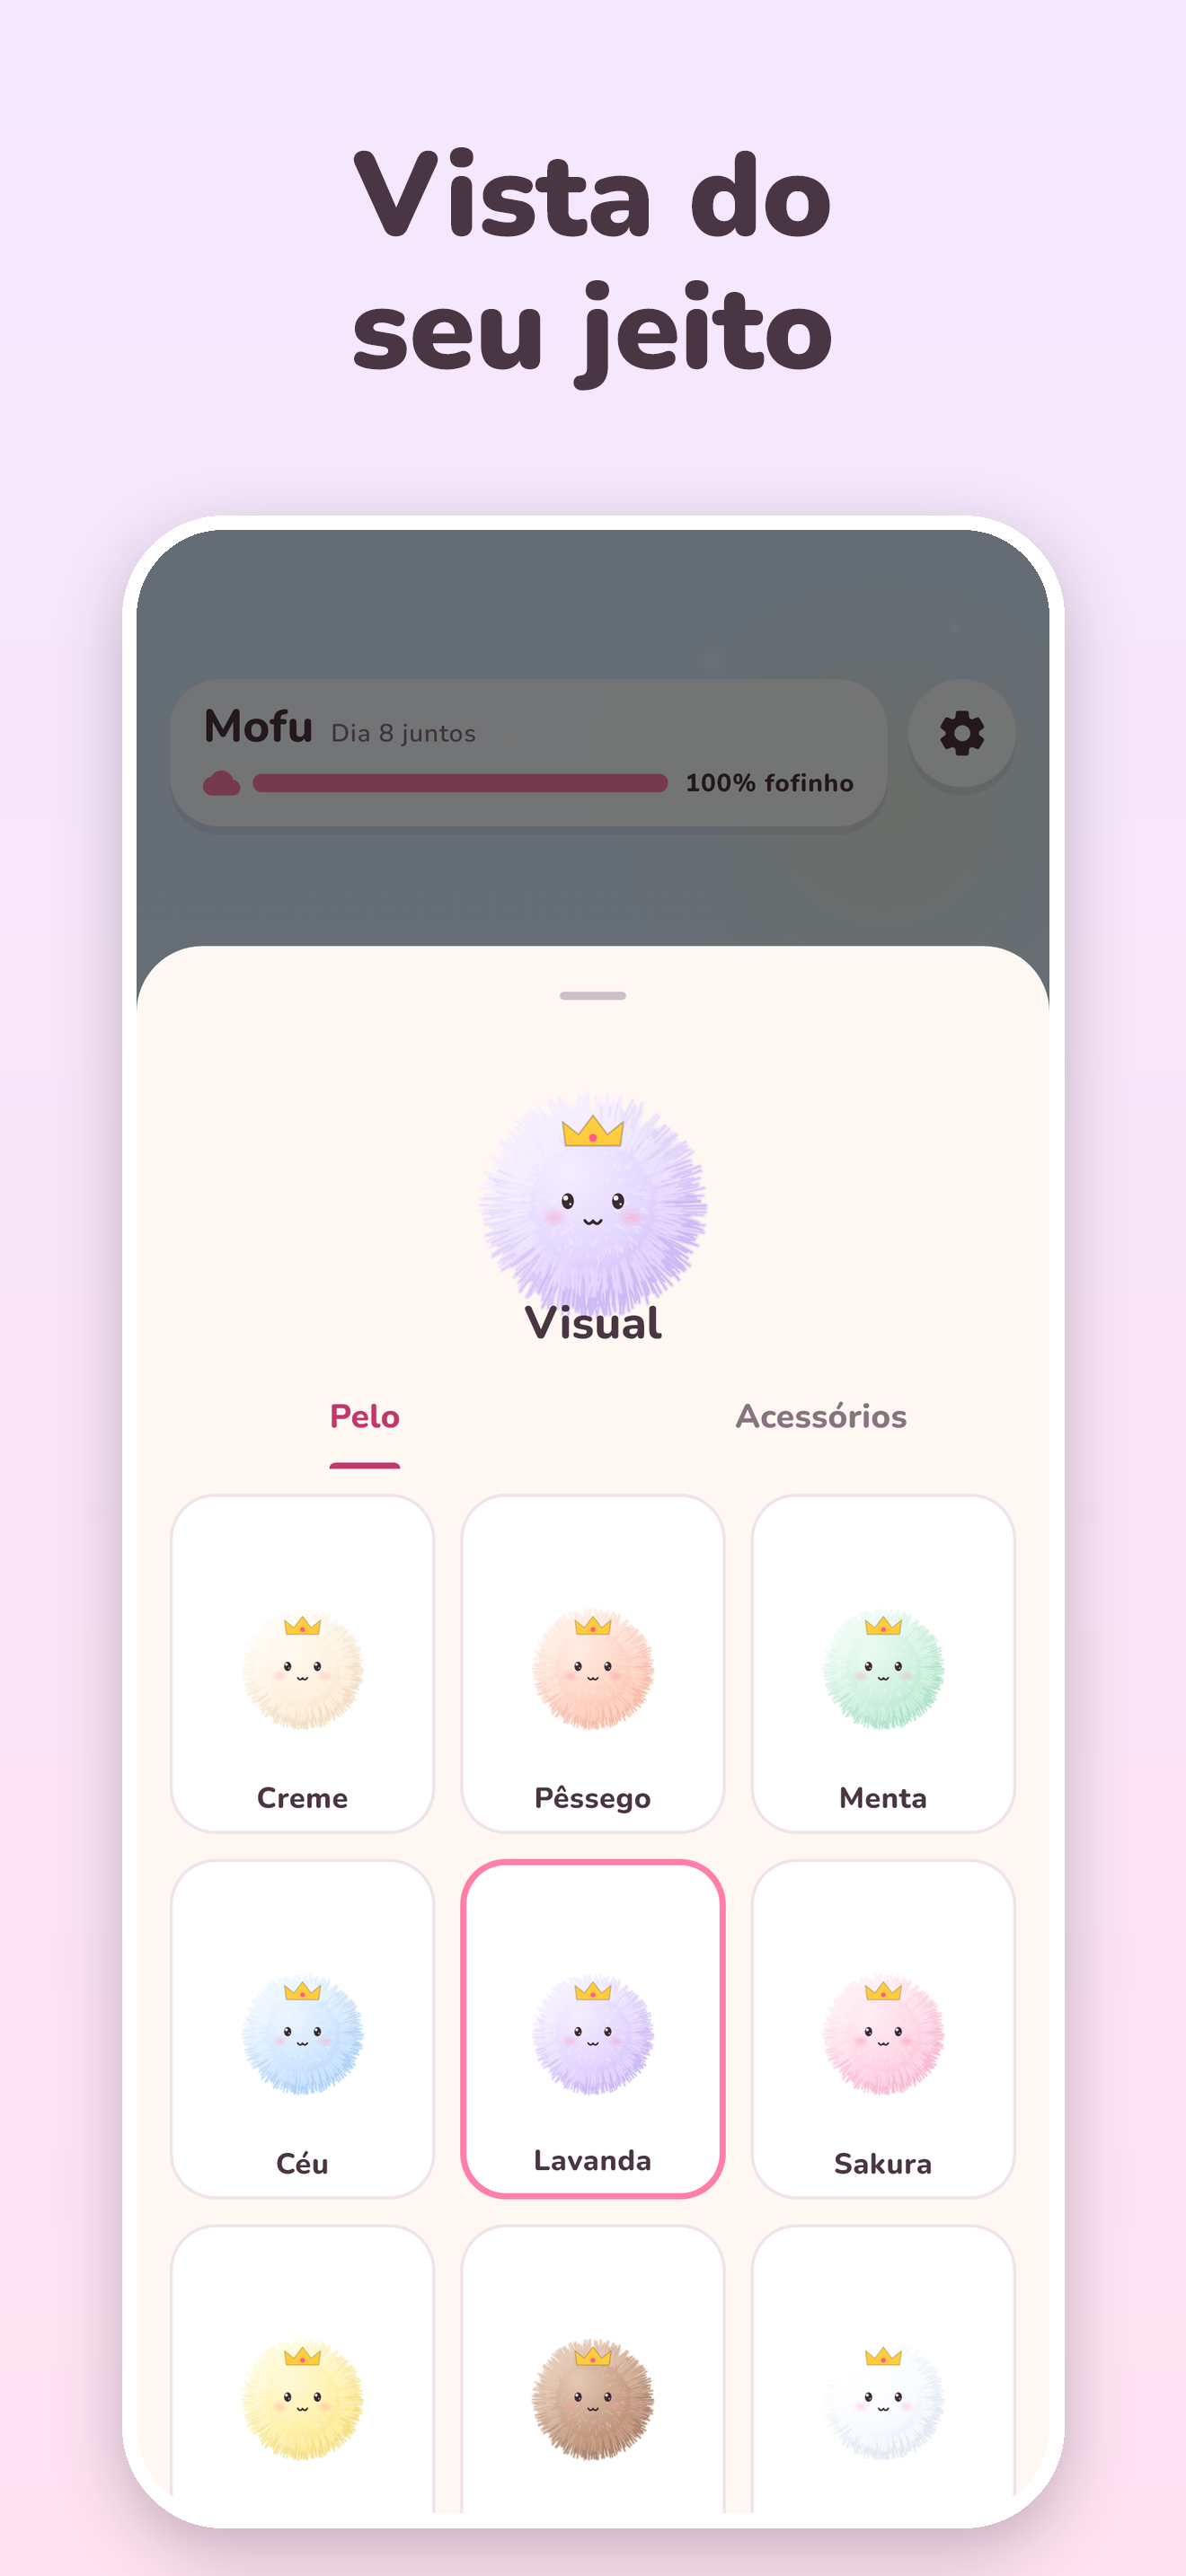 Vista do
seu jeito
Mofu Dia 8 juntos
100% fofinho
Visual
Pelo Acessórios
Creme Pêssego Menta
Céu Lavanda Sakura